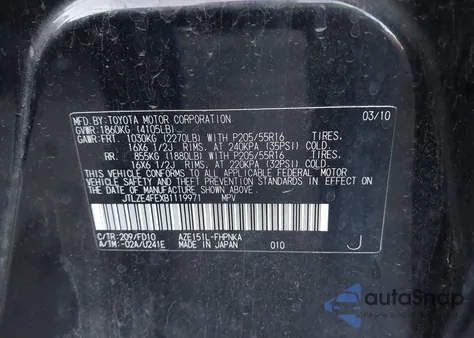 MFD.BY:TOYOTA MOTOR CORPORATION 03/10
GVWR:1860KG (4105LB)
GAWR:FRT. 1030KG (2270LB) WITH P205/55R16 TIRES.
16X6 1/2J RIMS. AT 240KPA (35PSI) COLD.
RR. 855KG (1880LB) WITH P205/55R16 TIRES.
16X6 1/2J RIMS. AT 220KPA (32PSI) COLD.
THIS VEHICLE CONFORMS TO ALL APPLICABLE
FEDERAL MOTOR VEHICLE SAFETY, BUMPER, AND
THEFT PREVENTION STANDARDS IN EFFECT ON
THE DATE OF MANUFACTURE SHOWN ABOVE.
JTLZE4FEXB1119971 MPV
C/TR:209/FD10 AZE151L-FHPNKA
A/TM:-02A/U241E MADE IN JAPAN 010 J
autoSnap